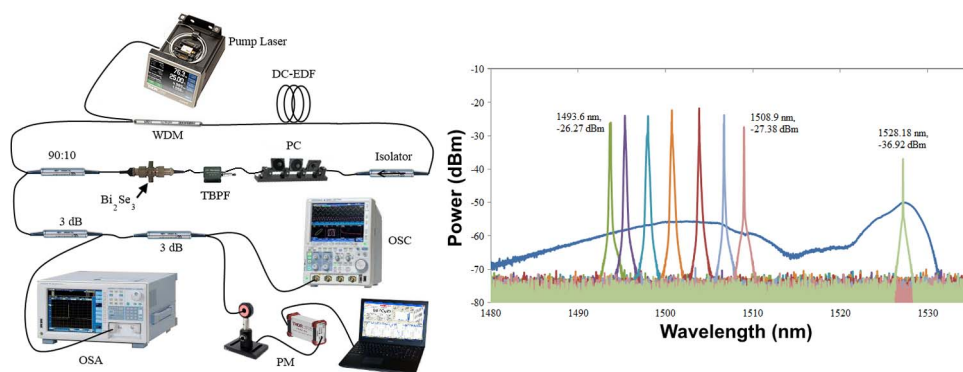 Pump Laser
DC-EDF
WDM
90:10
PC
Isolator
TBPF
Bi2Se3
3 dB
3 dB
OSC
OSA
PM
-10
-20
-30
-40
-50
-60
-70
-80
Power (dBm)
1493.6 nm,
-26.27 dBm
1508.9 nm,
-27.38 dBm
1528.18 nm,
-36.92 dBm
1480
1490
1500
1510
1520
1530
Wavelength (nm)